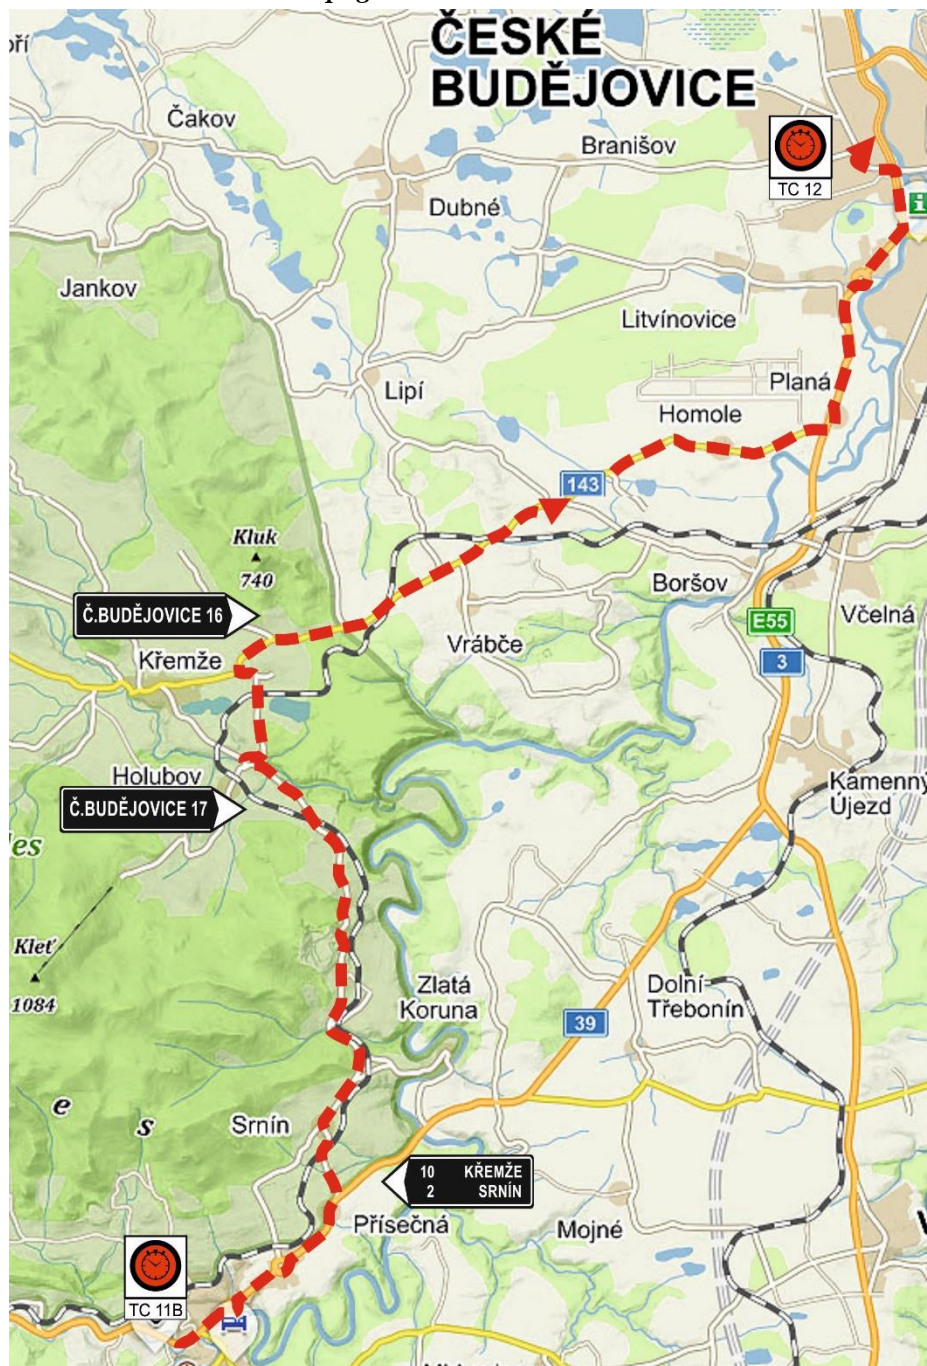 ČESKÉ
BUDĚJOVICE
Čakov
Branišov
TC 12
Dubné
Jankov
Litvínovice
Planá
Lipí
Homole
143
Kluk
740
Boršov
Č.BUDĚJOVICE 16
E55
Včelná
Vrábče
Křemže
3
Holubov
Kamenný
Újezd
Č.BUDĚJOVICE 17
Kleť
1084
Zlatá
Koruna
Dolní
Třebonín
39
e
s
Srnín
10 KŘEMŽE
2 SRNÍN
Přísečná
Mojné
TC 11B